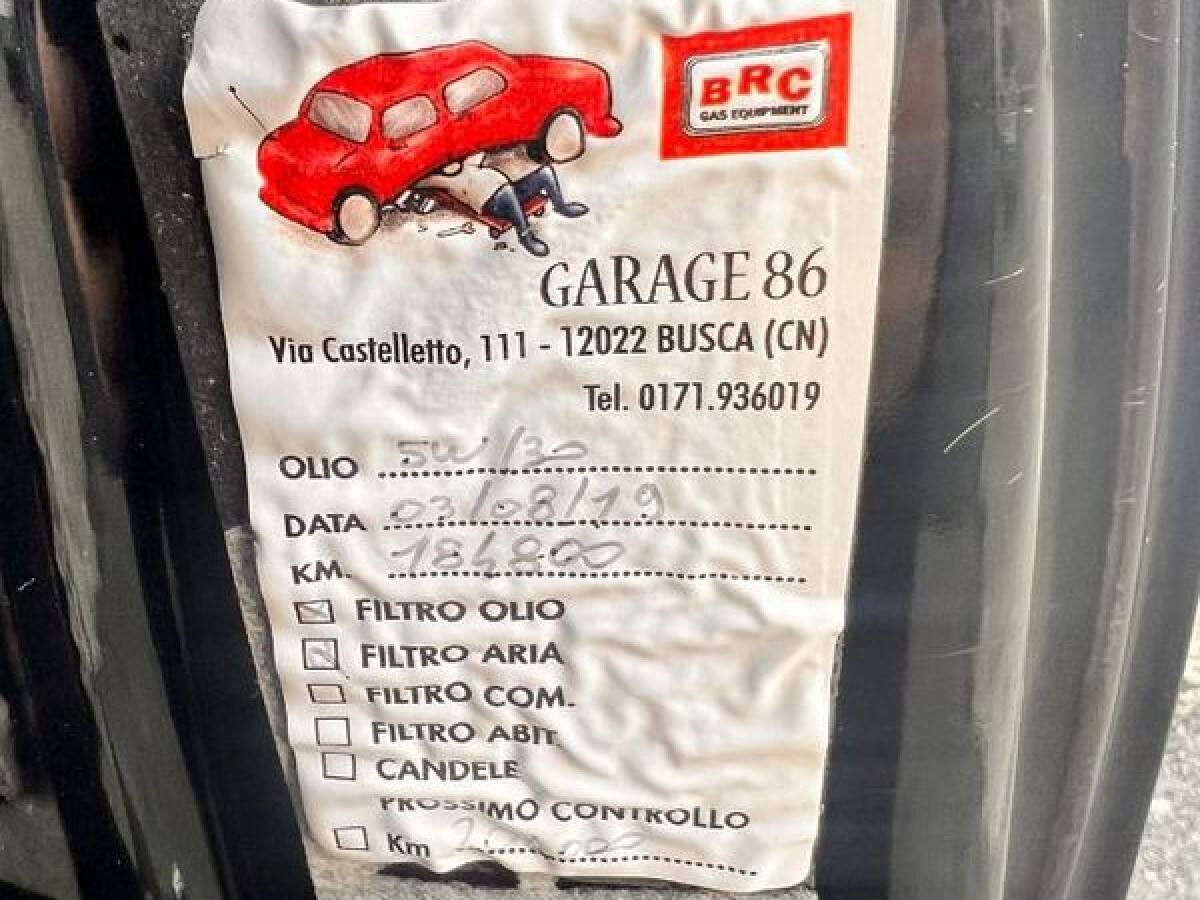 BRC
GAS EQUIPMENT
GARAGE 86
Via Castelletto, 111 - 12022 BUSCA (CN)
Tel. 0171.936019
OLIO 5W/30
DATA 03/08/19
KM. 184800
FILTRO OLIO
FILTRO ARIA
FILTRO COM.
FILTRO ABIT.
CANDELE
PROSSIMO CONTROLLO
Km